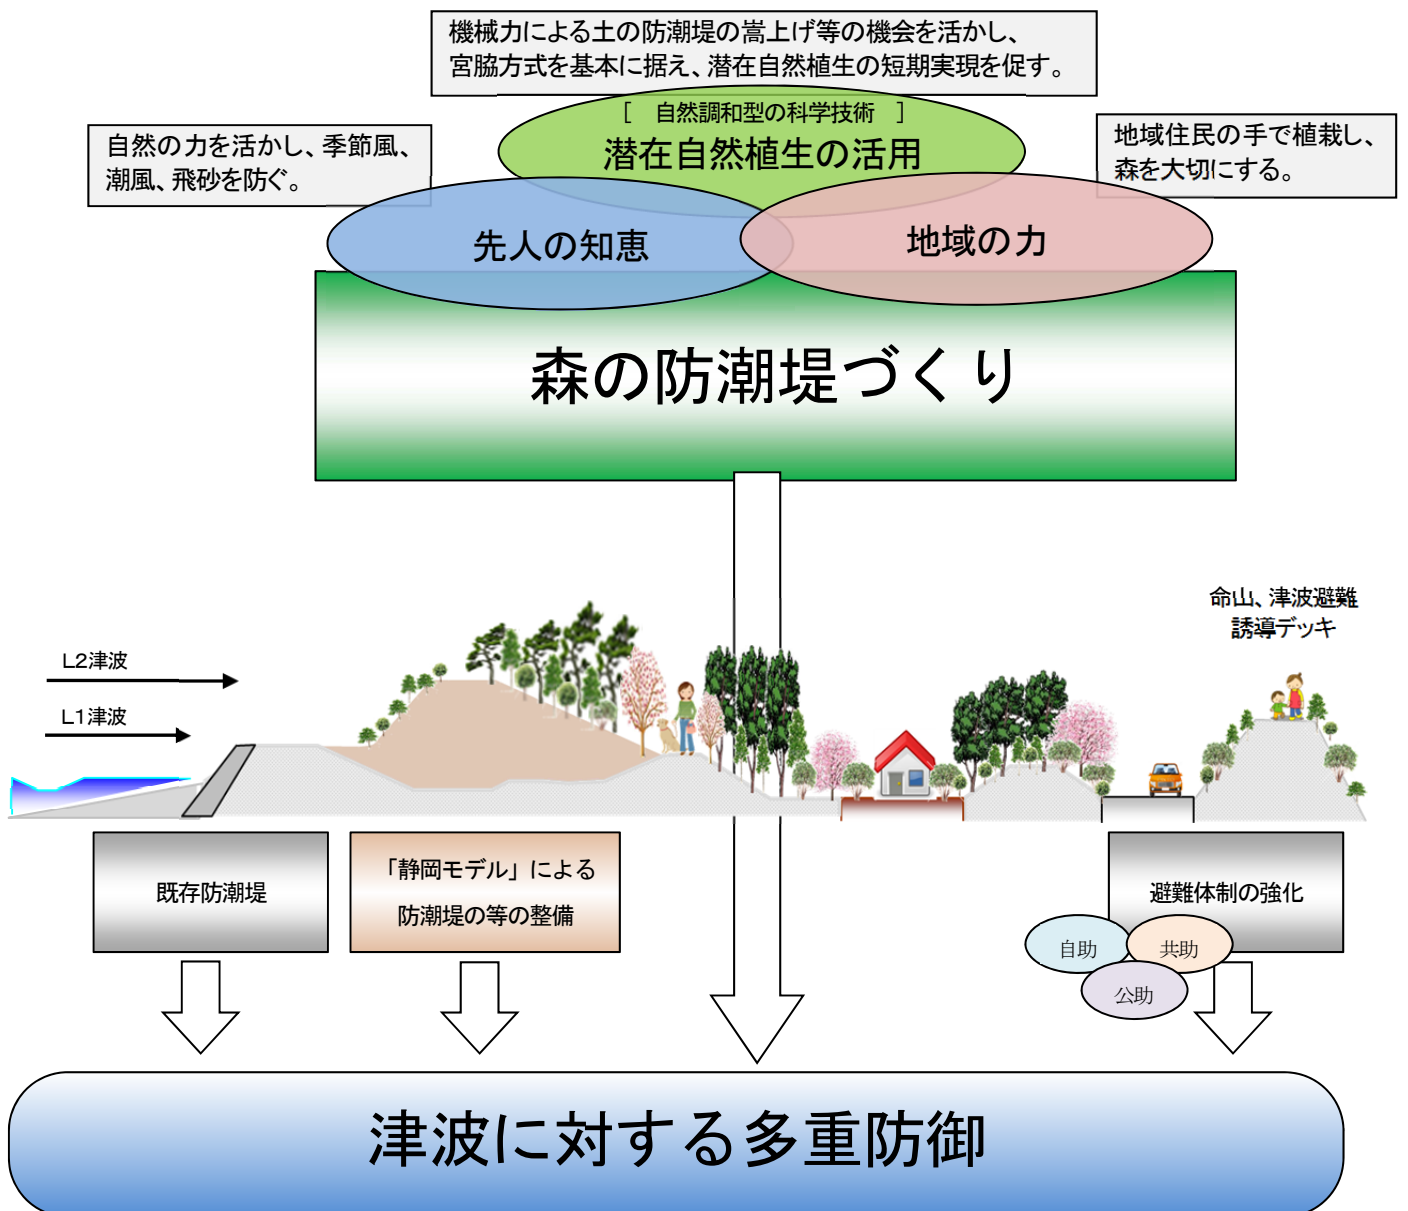 機械力による土の防潮堤の嵩上げ等の機会を活かし、
宮脇方式を基本に据え、潜在自然植生の短期実現を促す。
[　自然調和型の科学技術　]
潜在自然植生の活用
自然の力を活かし、季節風、
潮風、飛砂を防ぐ。
地域住民の手で植栽し、
森を大切にする。
先人の知恵
地域の力
森の防潮堤づくり
命山、津波避難
誘導デッキ
L2津波
L1津波
既存防潮堤
「静岡モデル」による
防潮堤の等の整備
避難体制の強化
自助
共助
公助
津波に対する多重防御